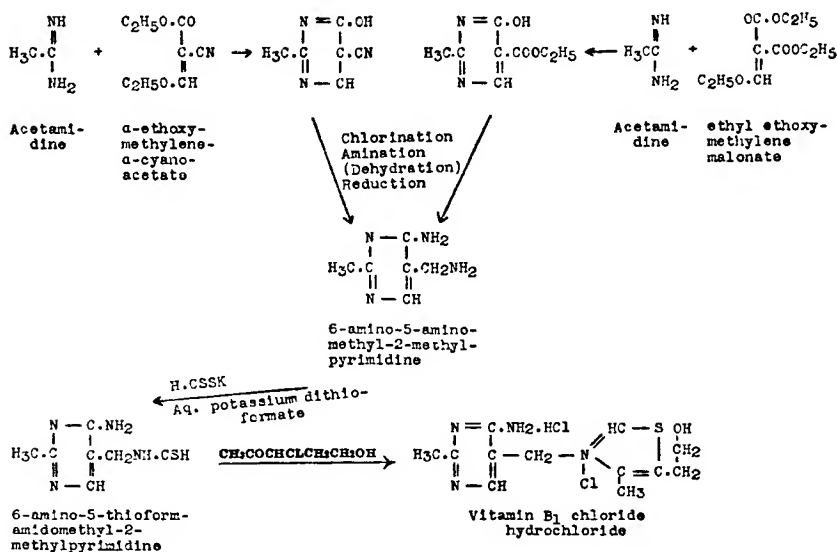 NH
H3C.C
NH2
+
C2H5O.CO
C.CN
C2H5O.CH
N = C.OH
H3C.C C.CN
N — CH
N = C.OH
H3C.C C.COOC2H5
N — CH
NH
H3C.C
NH2
+
OC.OC2H5
C.COOC2H5
C2H5O.CH
Acetami-
dine
α-ethoxy-
methylene-
α-cyano-
acetato
Acetami-
dine
ethyl ethoxy-
methylene
malonate
Chlorination
Amination
(Dehydration)
Reduction
N — C.NH2
H3C.C C.CH2NH2
N — CH
6-amino-5-amino-
methyl-2-methyl-
pyrimidine
H.CSSK
Aq. potassium dithio-
formate
N — C.NH2
H3C.C C.CH2NH.CSH
N — CH
6-amino-5-thioform-
amidomethyl-2-
methylpyrimidine
CH3COCHCLCH2CH2OH
N = C.NH2.HCl
H3C.C C — CH2 — N
N — CH
HC — S OH
CH2
C = C — CH2
Cl
CH3
Vitamin B1 chloride
hydrochloride